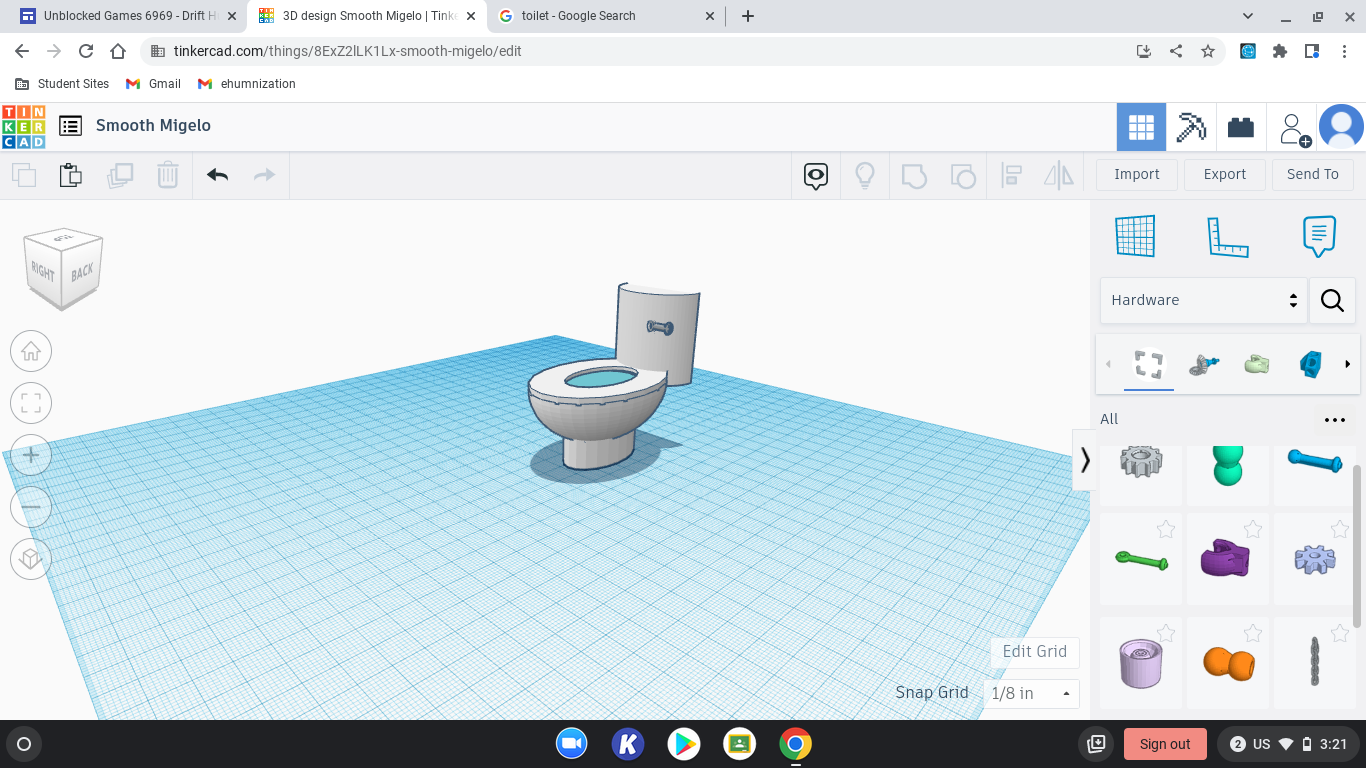 Unblocked Games 6969 - Drift H
3D design Smooth Migelo | Tinke
toilet - Google Search
tinkercad.com/things/8ExZ2lLK1Lx-smooth-migelo/edit
Student Sites
Gmail
ehumnization
TIN
KER
CAD
Smooth Migelo
Import
Export
Send To
TOP
RIGHT
BACK
Hardware
All
Edit Grid
Snap Grid
1/8 in
K
Sign out
2 US 3:21